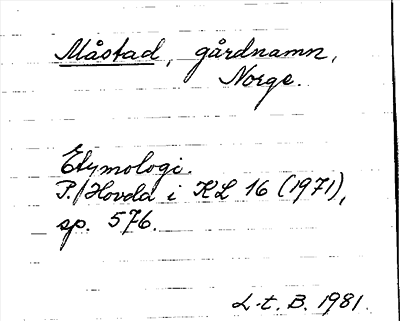 Måstad, gårdnamn,
Norge.
Etymologi.
P. Hovda i KL 16 (1971),
sp. 576.
L-t. B. 1981.